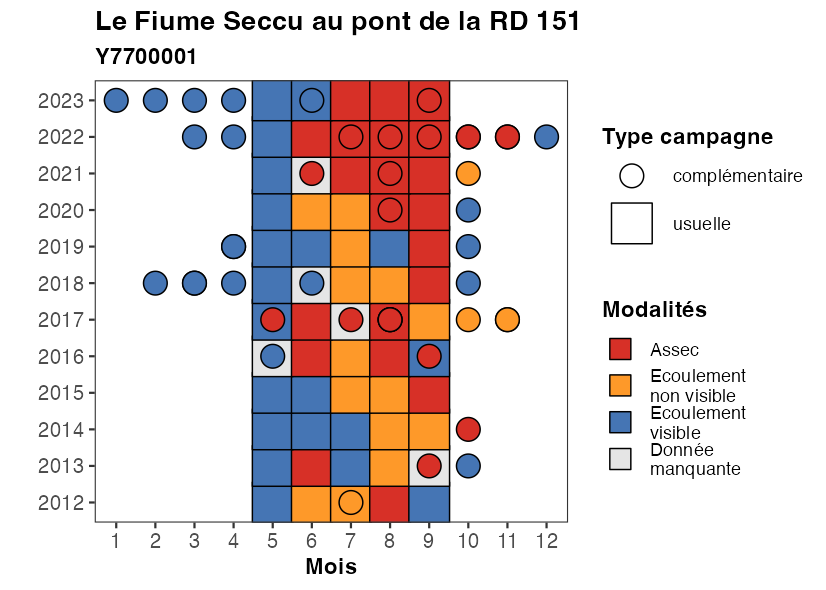 Le Fiume Seccu au pont de la RD 151
Y7700001
2023
2022
2021
2020
2019
2018
2017
2016
2015
2014
2013
2012
1 2 3 4 5 6 7 8 9 10 11 12
Mois
Type campagne
complémentaire
usuelle
Modalités
Assec
Ecoulement
non visible
Ecoulement
visible
Donnée
manquante